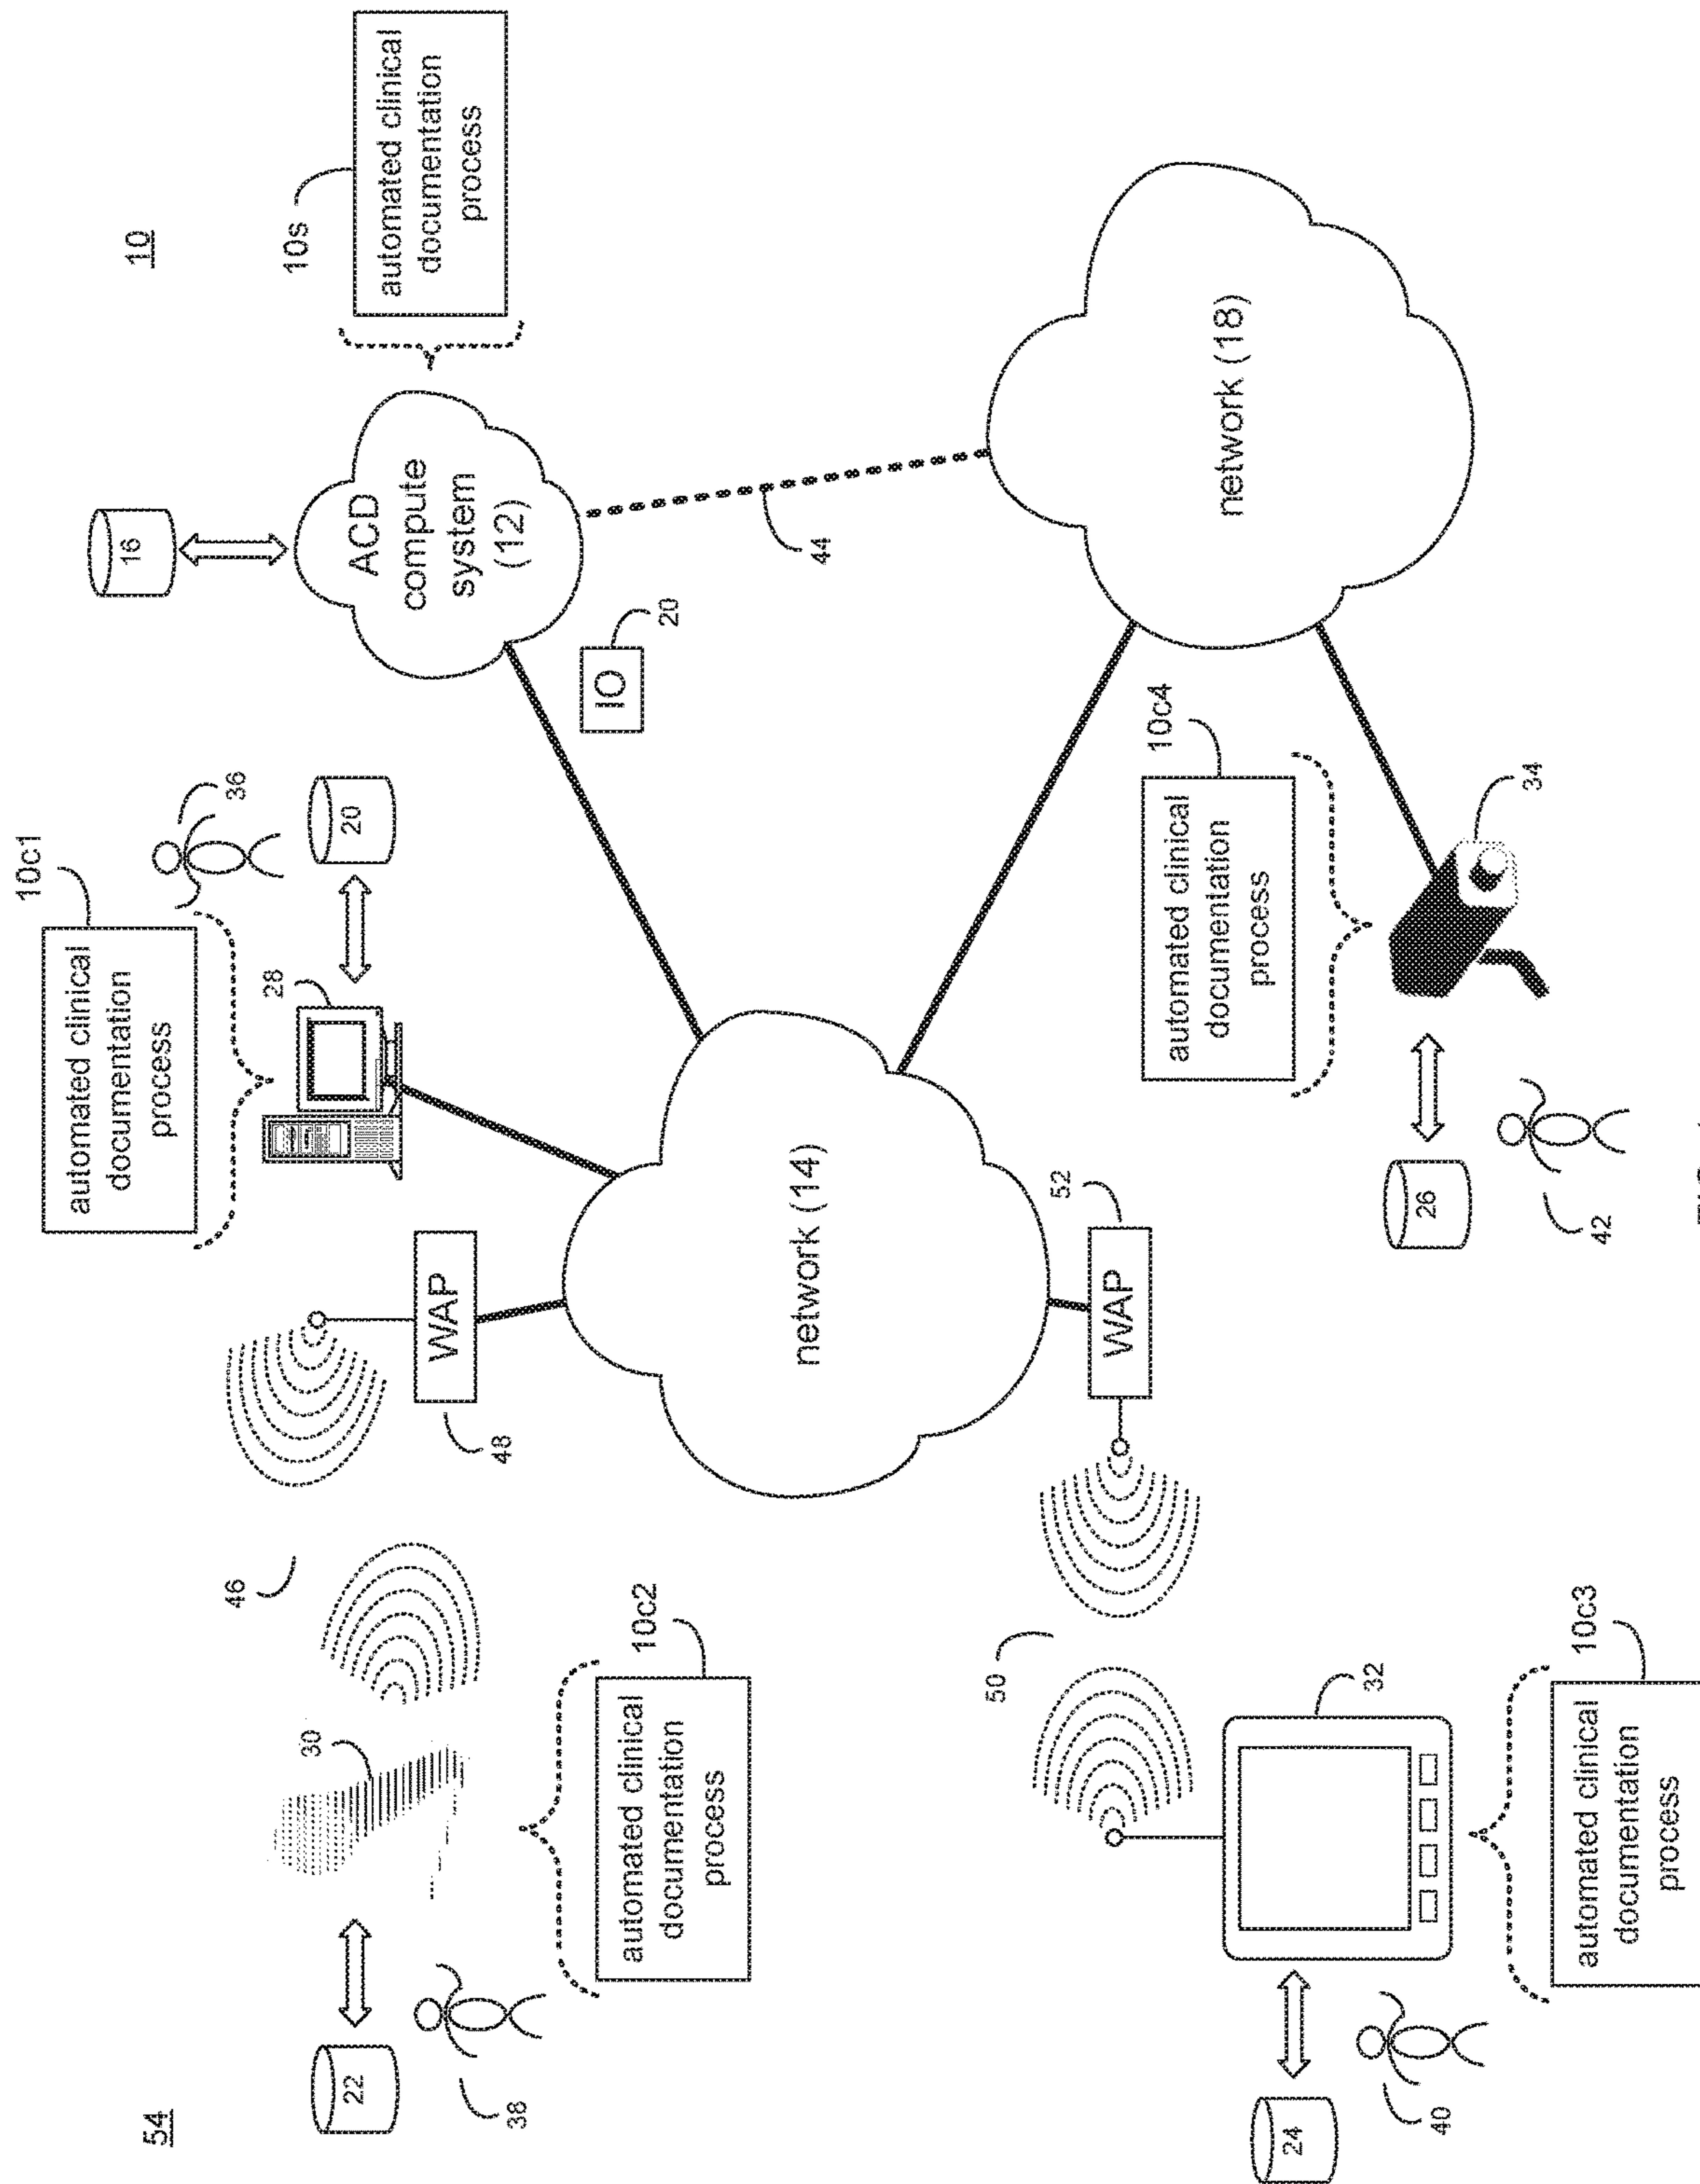 54
10
10c1
automated clinical
documentation
process
16
36
46
28
10s
30
22
20
ACD
compute
system
(12)
automated clinical
documentation
process
WAP
48
38
IO
20
10c2
automated clinical
documentation
process
network (14)
44
50
52
WAP
10c4
automated clinical
documentation
process
network (18)
24
32
26
40
34
10c3
automated clinical
documentation
process
42